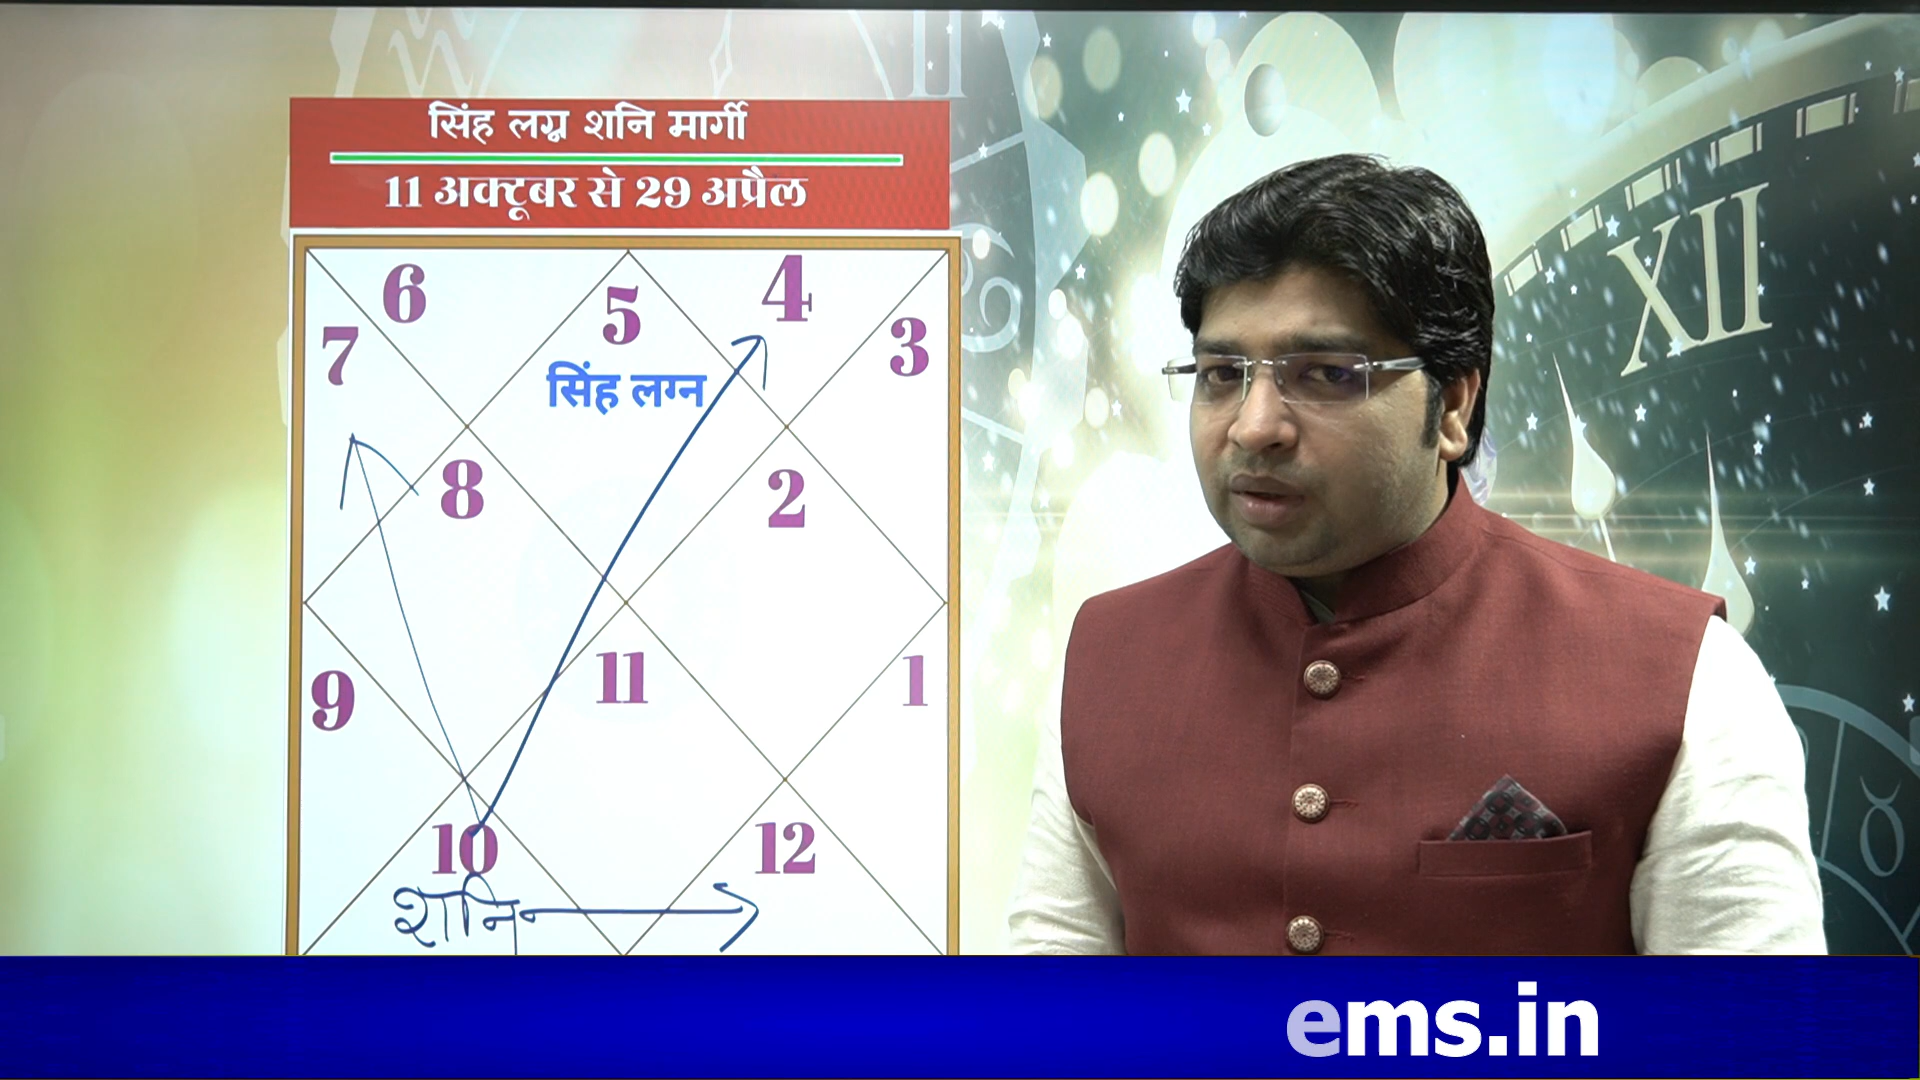 सिंह लग्न शनि मार्गी
11 अक्टूबर से 29 अप्रैल
6 5 4
7 3
सिंह लग्न
8 2
9 11 1
10 12
शनि
XII
ems.in